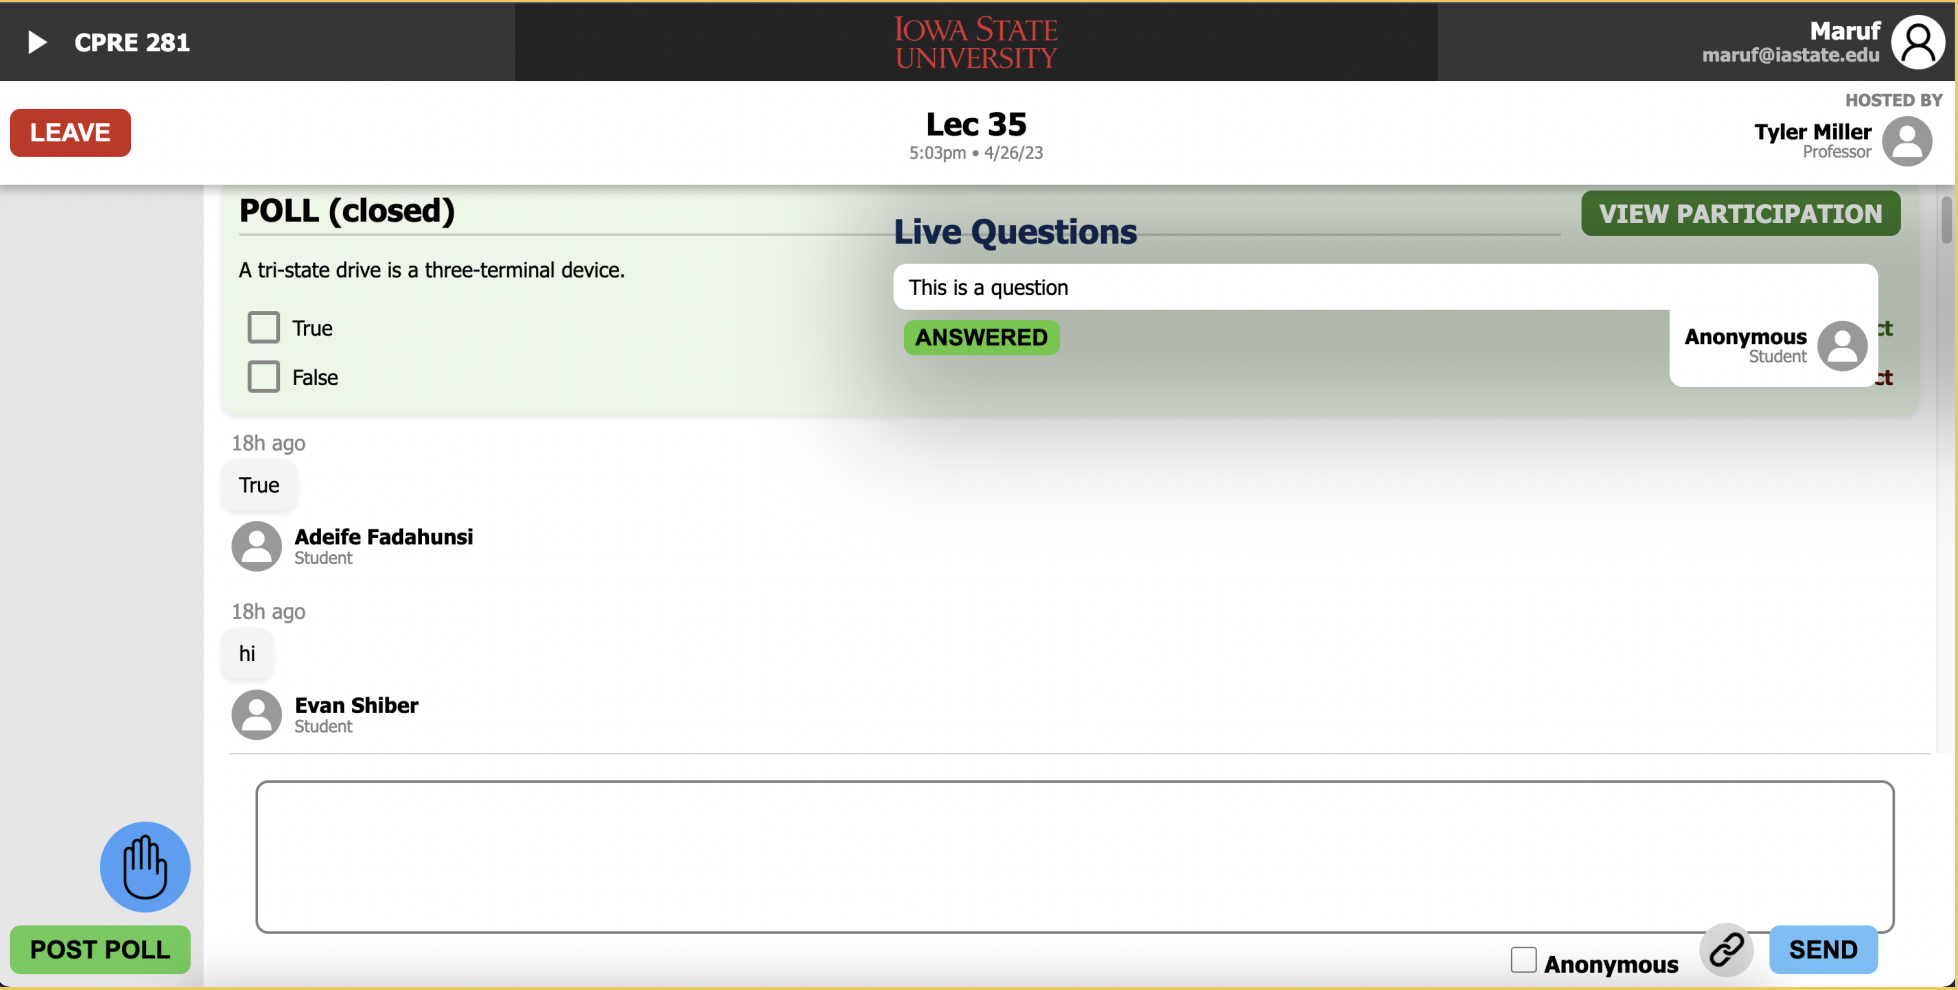 CPRE 281
IOWA STATE
UNIVERSITY
Maruf
maruf@iastate.edu
LEAVE
Lec 35
5:03pm • 4/26/23
HOSTED BY
Tyler Miller
Professor
POLL (closed)
VIEW PARTICIPATION
A tri-state drive is a three-terminal device.
True
False
Live Questions
This is a question
ANSWERED
Anonymous
Student
ct
ct
18h ago
True
Adeife Fadahunsi
Student
18h ago
hi
Evan Shiber
Student
POST POLL
Anonymous
SEND